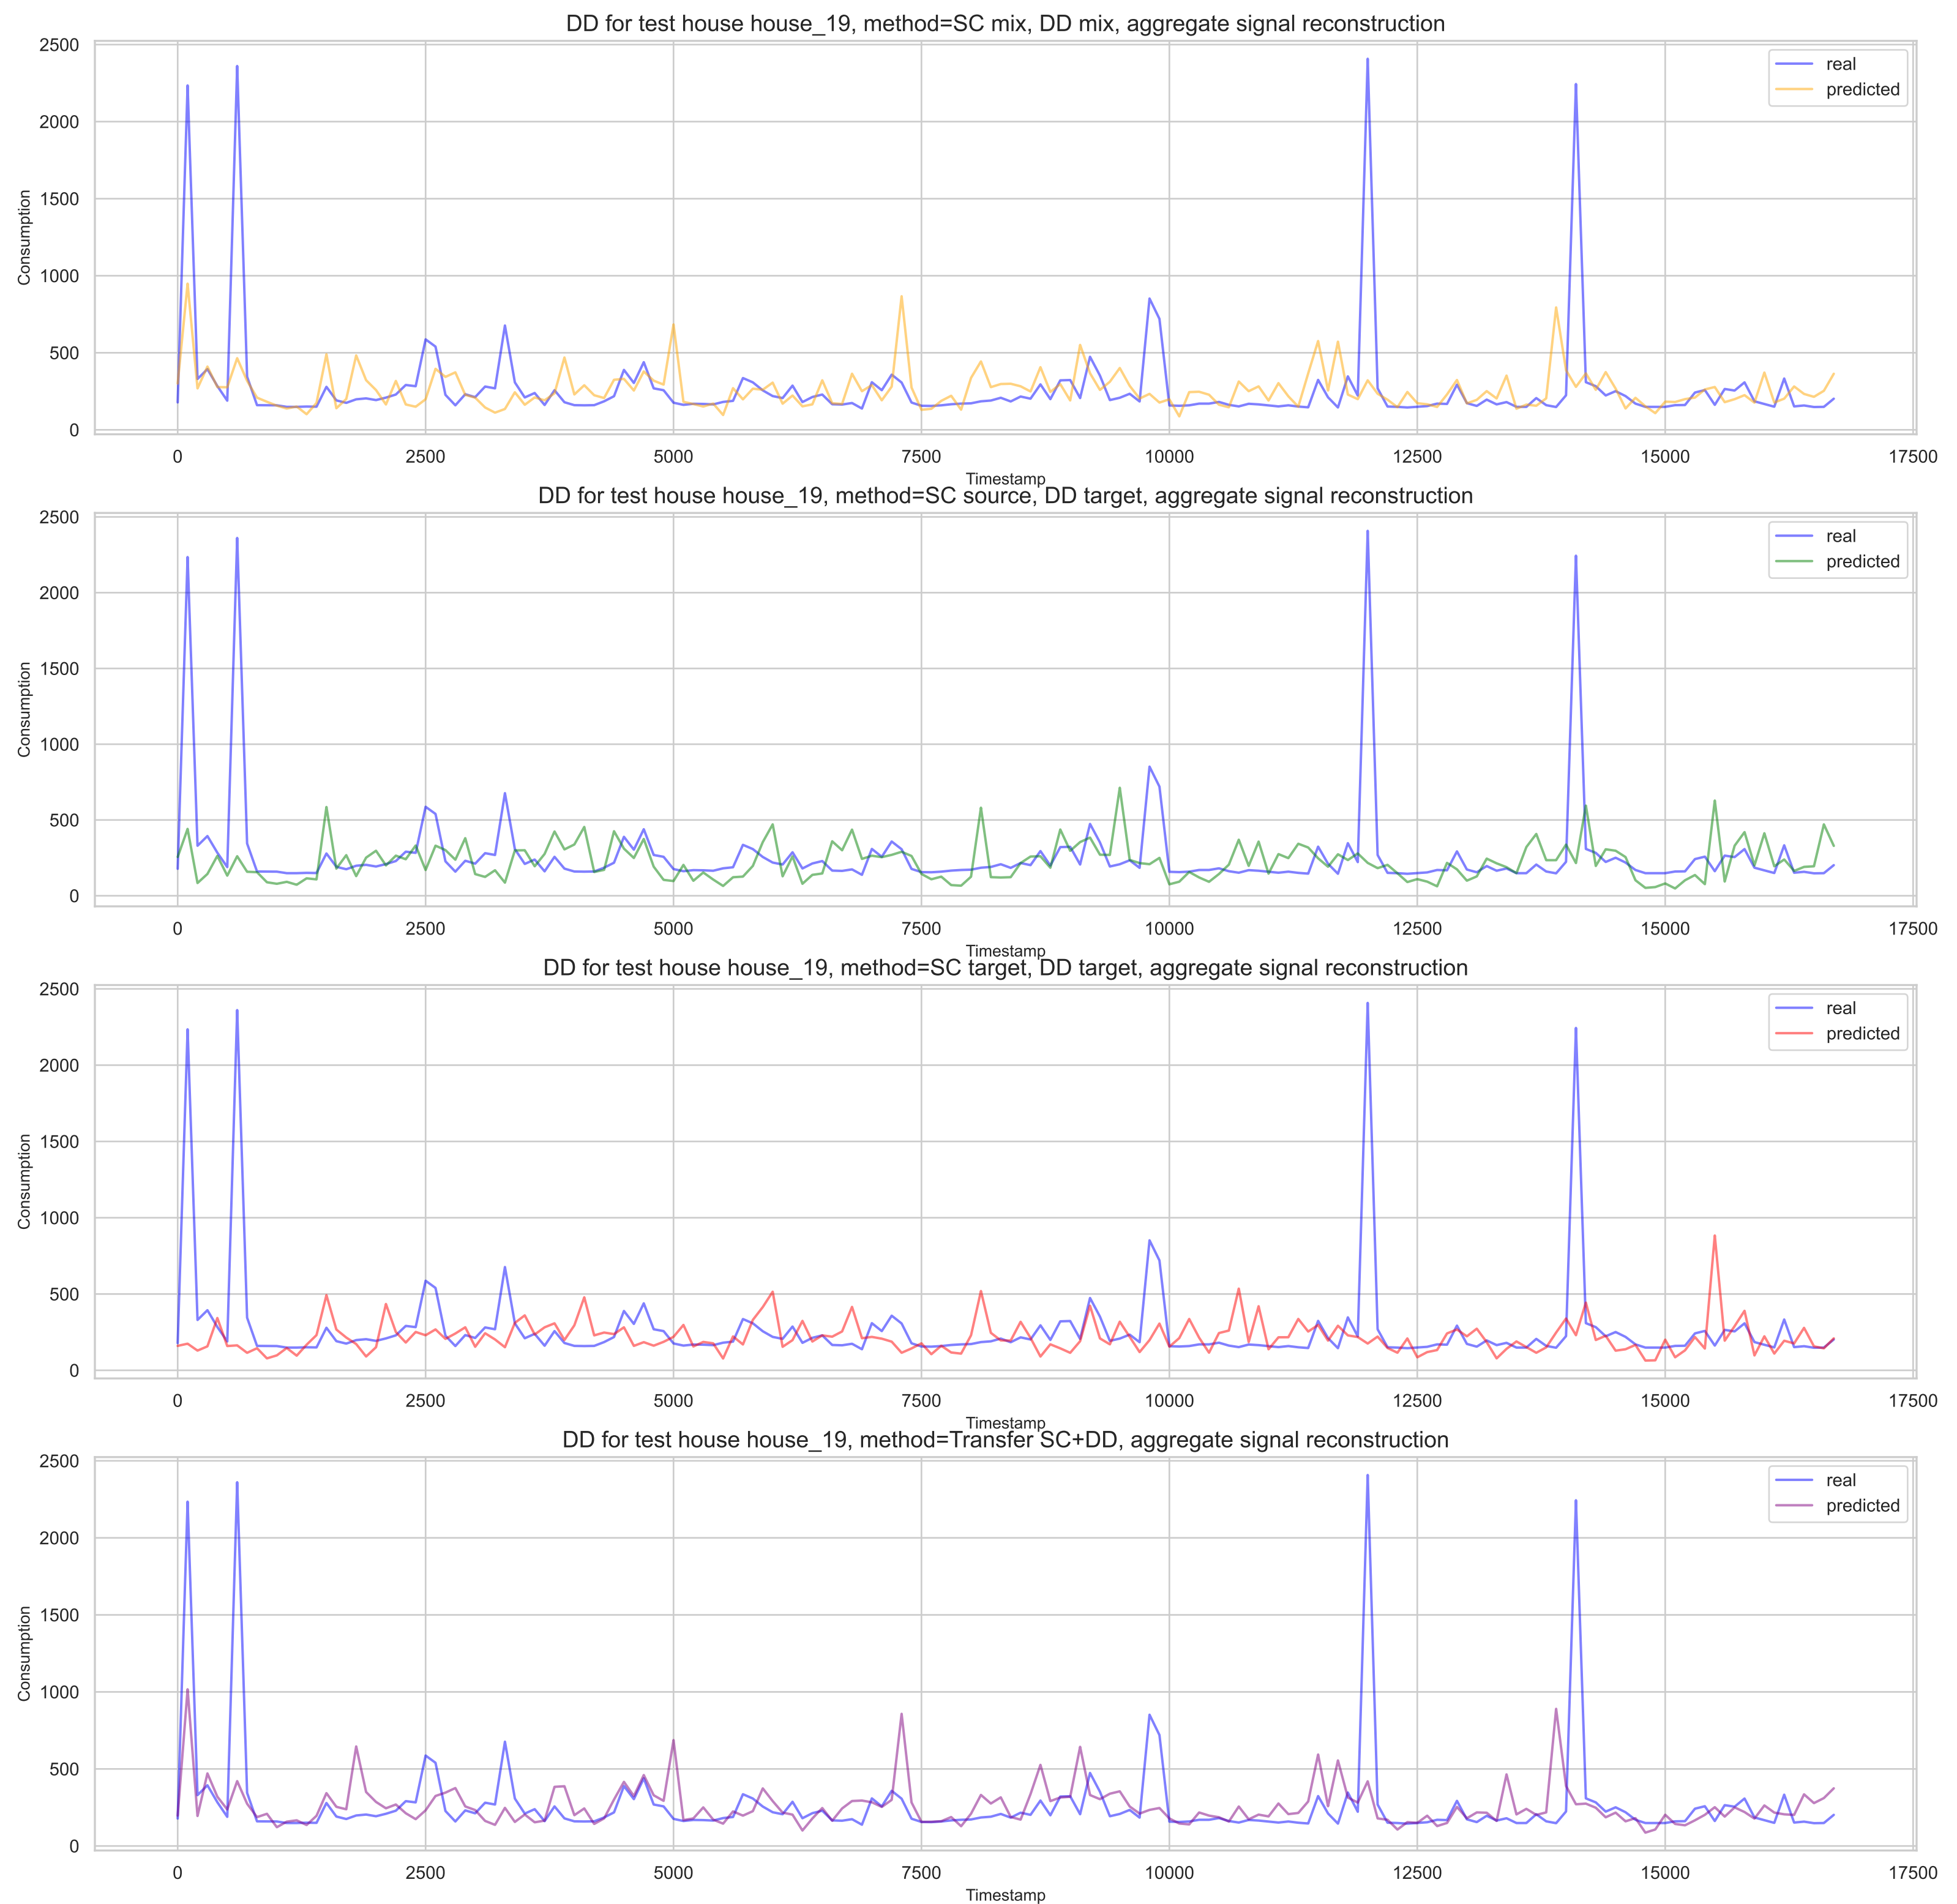 DD for test house house_19, method=SC mix, DD mix, aggregate signal reconstruction
2500
2000
1500
1000
500
0
Consumption
real
predicted
0 2500 5000 7500 10000 12500 15000 17500
Timestamp
DD for test house house_19, method=SC source, DD target, aggregate signal reconstruction
2500
2000
1500
1000
500
0
Consumption
real
predicted
0 2500 5000 7500 10000 12500 15000 17500
Timestamp
DD for test house house_19, method=SC target, DD target, aggregate signal reconstruction
2500
2000
1500
1000
500
0
Consumption
real
predicted
0 2500 5000 7500 10000 12500 15000 17500
Timestamp
DD for test house house_19, method=Transfer SC+DD, aggregate signal reconstruction
2500
2000
1500
1000
500
0
Consumption
real
predicted
0 2500 5000 7500 10000 12500 15000 17500
Timestamp